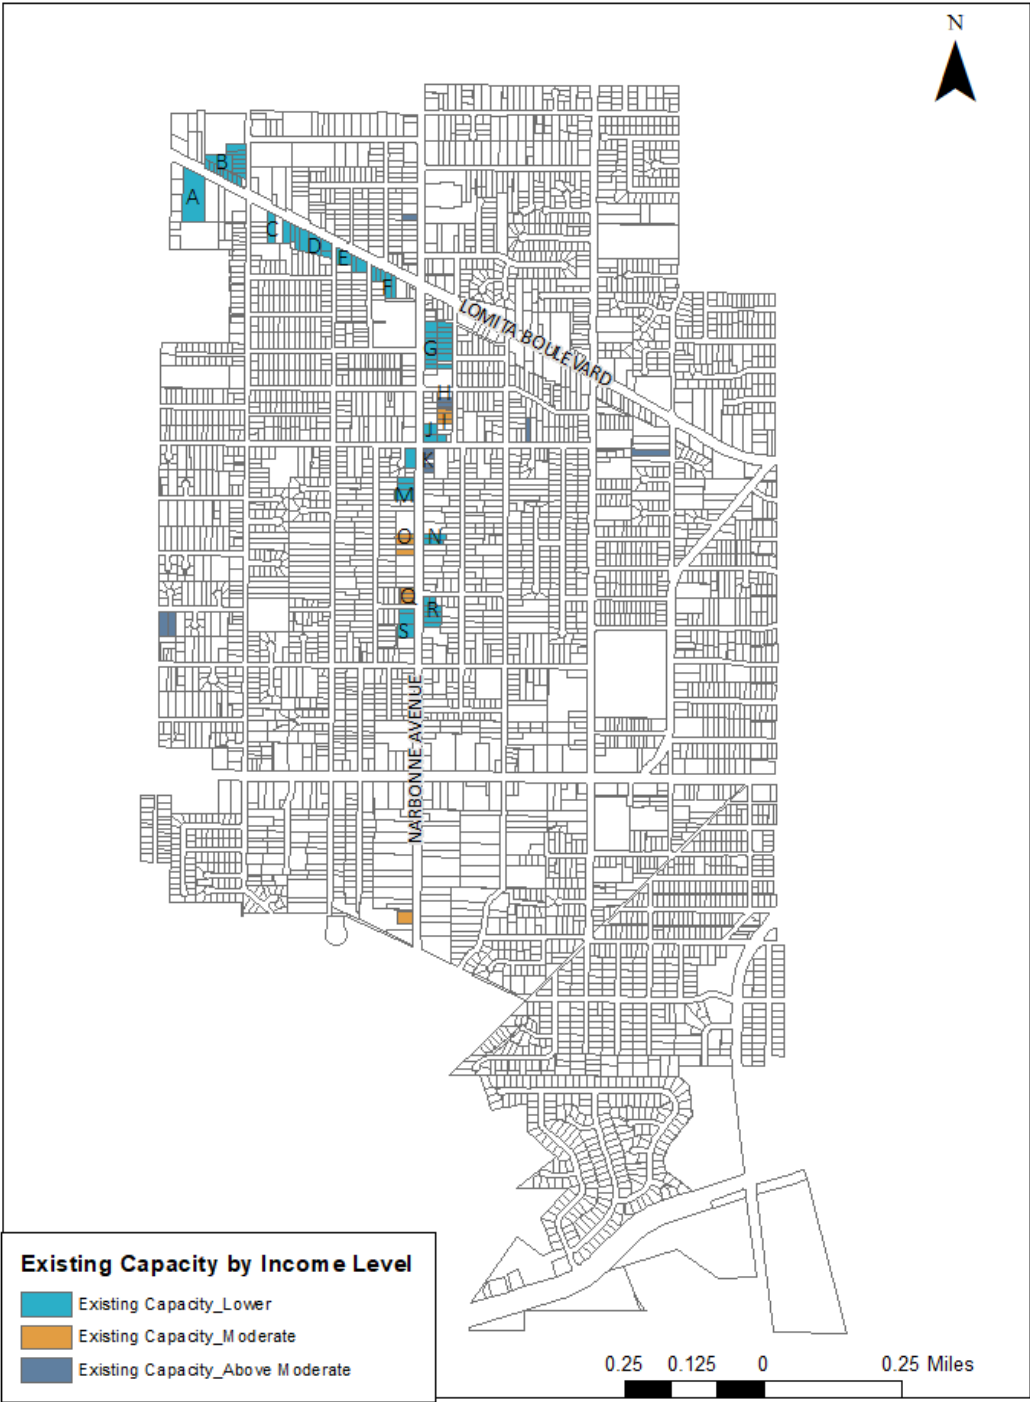 N
B
A
C
D
E
F
LOMITA BOULEVARD
G
H
I
J
K
M
O
N
Q
R
S
NARBONNE AVENUE
Existing Capacity by Income Level
Existing Capacity_Lower
Existing Capacity_Moderate
Existing Capacity_Above Moderate
0.25 0.125 0 0.25 Miles